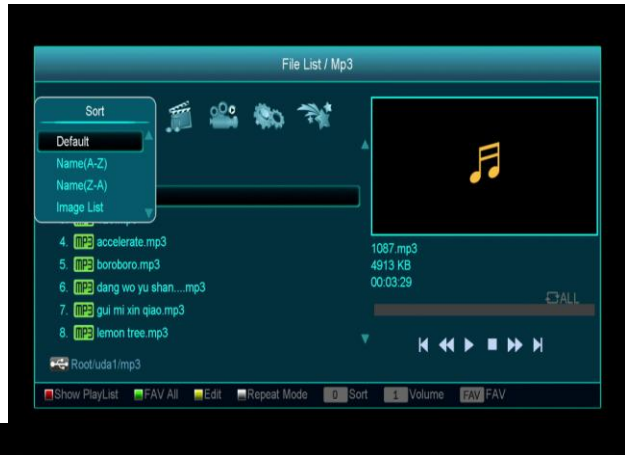 File List / Mp3
Sort
Default
Name(A-Z)
Name(Z-A)
Image List
4. MP3 accelerate.mp3
5. MP3 boroboro.mp3
6. MP3 dang wo yu shan....mp3
7. MP3 gui mi xin qiao.mp3
8. MP3 lemon tree.mp3
Root/uda1/mp3
1087.mp3
4913 KB
00:03:29
ALL
Show PlayList FAV All Edit Repeat Mode 0 Sort 1 Volume FAV FAV